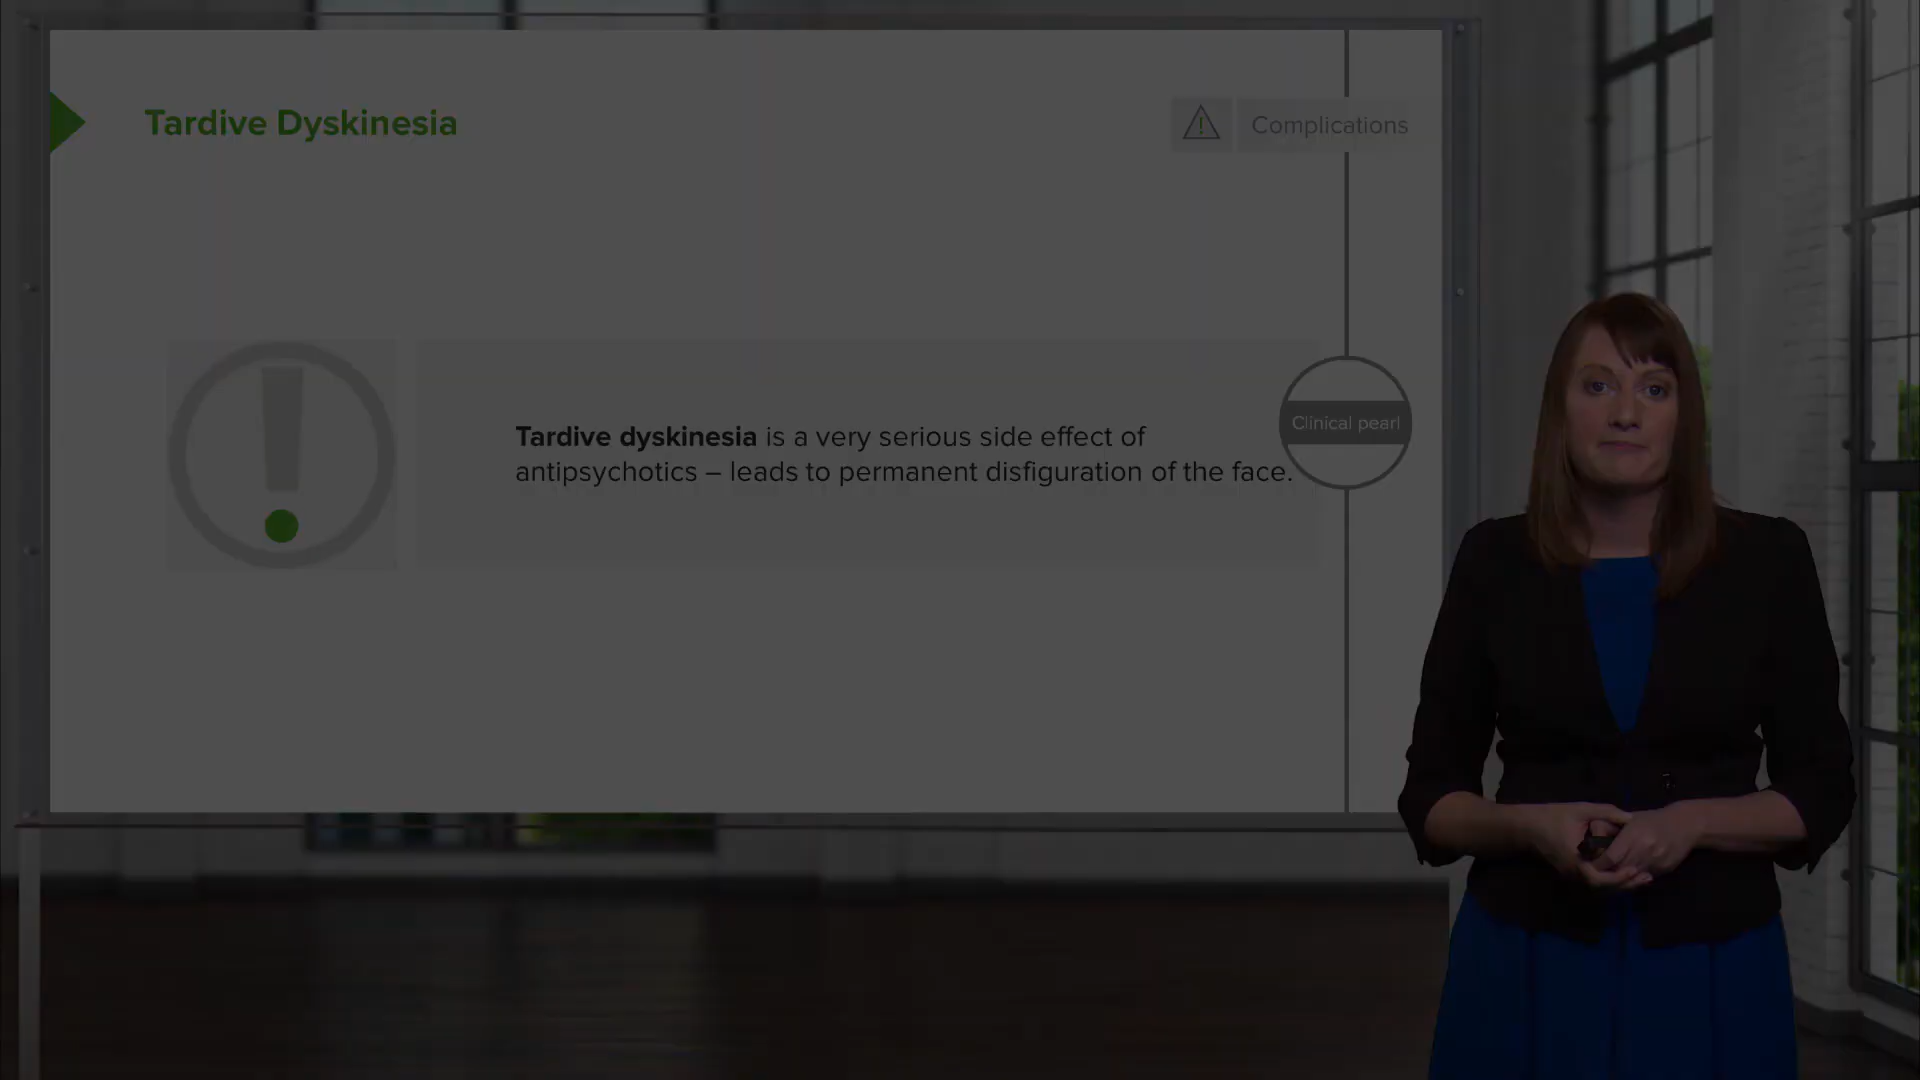 Tardive Dyskinesia
Complications
Tardive dyskinesia is a very serious side effect of
antipsychotics – leads to permanent disfiguration of the face.
Clinical pearl